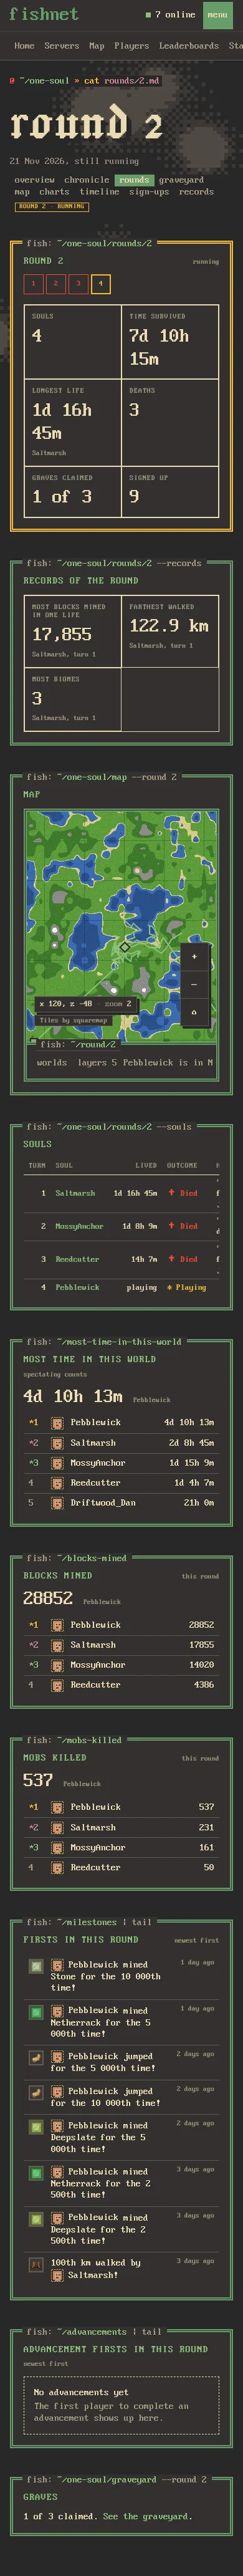 fishnet
7 online
menu
Home Servers Map Players Leaderboards Sta
~/one-soul » cat rounds/2.md
round 2
21 Nov 2026, still running
overview chronicle rounds graveyard
map charts timeline sign-ups records
ROUND 2 · RUNNING
fish: ~/one-soul/rounds/2
ROUND 2
running
1 2 3 4
SOULS
4
TIME SURVIVED
7d 10h
15m
LONGEST LIFE
1d 16h
45m
Saltmarsh
DEATHS
3
GRAVES CLAIMED
1 of 3
SIGNED UP
9
fish: ~/one-soul/rounds/2 --records
RECORDS OF THE ROUND
MOST BLOCKS MINED
IN ONE LIFE
17,855
Saltmarsh, turn 1
FARTHEST WALKED
122.9 km
Saltmarsh, turn 1
MOST BIOMES
3
Saltmarsh, turn 1
fish: ~/one-soul/map --round 2
MAP
+
−
x 120, z -48 · zoom 2
Tiles by squaremap
fish: ~/round/2
worlds layers 5 Pebblewick is in N
fish: ~/one-soul/rounds/2 --souls
SOULS
TURN SOUL LIVED OUTCOME
1 Saltmarsh 1d 16h 45m Died
2 MossyAnchor 1d 8h 9m Died
3 Reedcutter 14h 7m Died
4 Pebblewick playing Playing
fish: ~/most-time-in-this-world
MOST TIME IN THIS WORLD
spectating counts
4d 10h 13m Pebblewick
*1 Pebblewick 4d 10h 13m
*2 Saltmarsh 2d 8h 45m
*3 MossyAnchor 1d 15h 9m
4 Reedcutter 1d 4h 7m
5 Driftwood_Dan 21h 0m
fish: ~/blocks-mined
BLOCKS MINED
this round
28852 Pebblewick
*1 Pebblewick 28852
*2 Saltmarsh 17855
*3 MossyAnchor 14020
4 Reedcutter 4386
fish: ~/mobs-killed
MOBS KILLED
this round
537 Pebblewick
*1 Pebblewick 537
*2 Saltmarsh 231
*3 MossyAnchor 161
4 Reedcutter 50
fish: ~/milestones | tail
FIRSTS IN THIS ROUND
newest first
Pebblewick mined 1 day ago
Stone for the 10 000th
time!
Pebblewick mined 1 day ago
Netherrack for the 5
000th time!
Pebblewick jumped 2 days ago
for the 5 000th time!
Pebblewick jumped 2 days ago
for the 10 000th time!
Pebblewick mined 2 days ago
Deepslate for the 5
000th time!
Pebblewick mined 3 days ago
Netherrack for the 2
500th time!
Pebblewick mined 3 days ago
Deepslate for the 2
500th time!
100th km walked by 3 days ago
Saltmarsh!
fish: ~/advancements | tail
ADVANCEMENT FIRSTS IN THIS ROUND
newest first
No advancements yet
The first player to complete an
advancement shows up here.
fish: ~/one-soul/graveyard --round 2
GRAVES
1 of 3 claimed. See the graveyard.